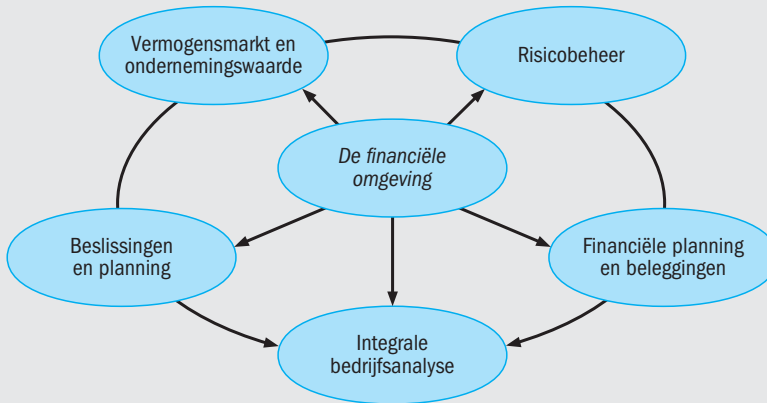 Vermogensmarkt en
ondernemingswaarde
Risicobeheer
De financiële
omgeving
Beslissingen
en planning
Financiële planning
en beleggingen
Integrale
bedrijfsanalyse